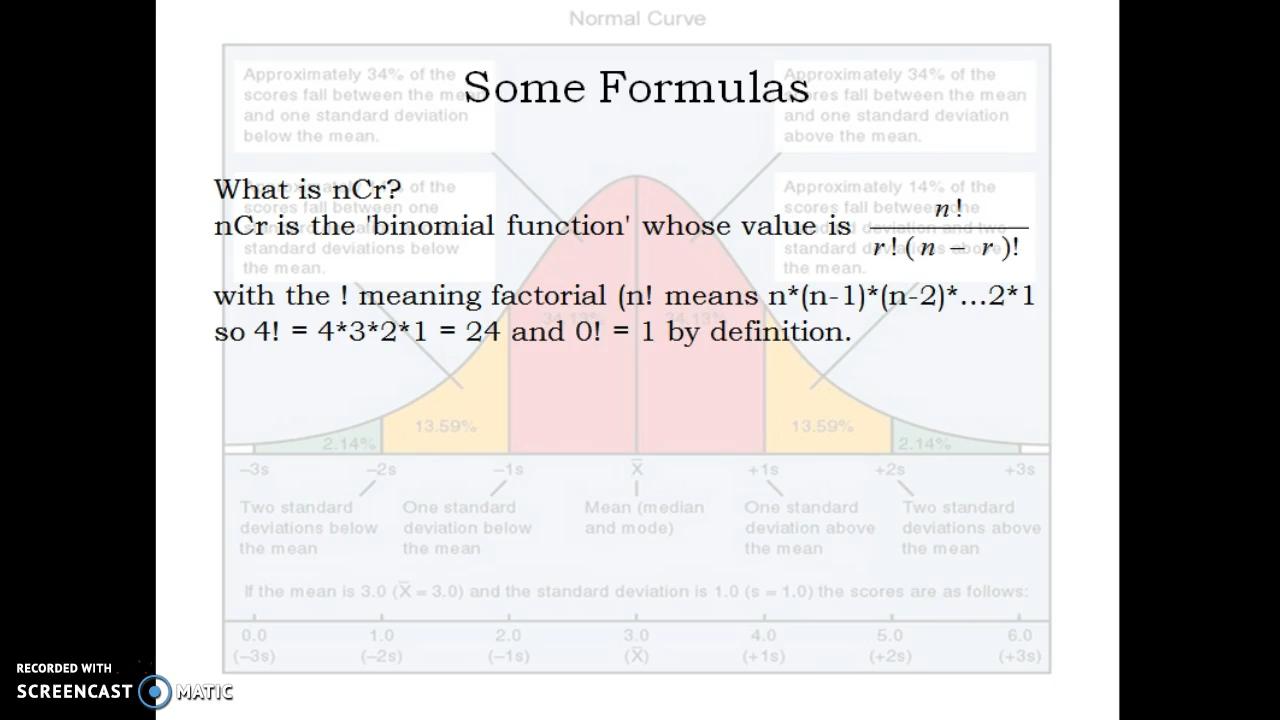 Normal Curve
Some Formulas
Approximately 34% of the
scores fall between the mean
and one standard deviation
below the mean.
Approximately 34% of the
scores fall between the mean
and one standard deviation
above the mean.
What is nCr?
nCr is the 'binomial function' whose value is n! / r!(n – r)!
with the ! meaning factorial (n! means n*(n-1)*(n-2)*...2*1
so 4! = 4*3*2*1 = 24 and 0! = 1 by definition.
of the
scores fall between one
standard deviations below
the mean.
Approximately 14% of the
scores fall between
standard deviation and two
standard deviations above
the mean.
34.13% 34.13%
13.59% 13.59%
2.14% 2.14%
–3s –2s –1s X̅ +1s +2s +3s
Two standard
deviations below
the mean
One standard
deviation below
the mean
Mean (median
and mode)
One standard
deviation above
the mean
Two standard
deviations above
the mean
If the mean is 3.0 (X̅ = 3.0) and the standard deviation is 1.0 (s = 1.0) the scores are as follows:
0.0 1.0 2.0 3.0 4.0 5.0 6.0
(–3s) (–2s) (–1s) (X̅) (+1s) (+2s) (+3s)
RECORDED WITH
SCREENCAST MATIC